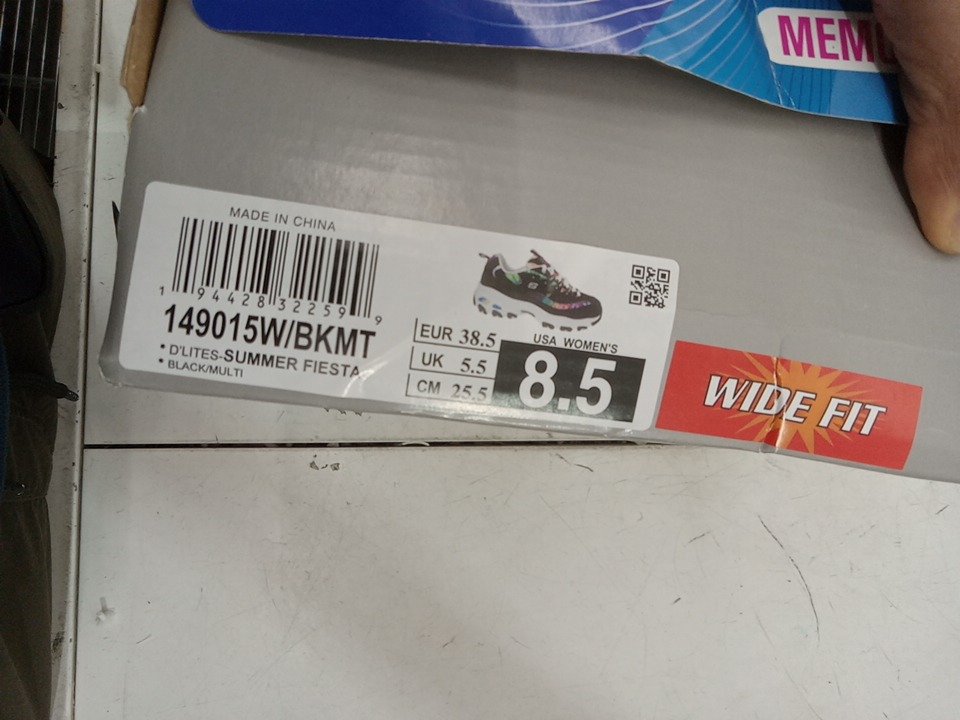 MADE IN CHINA
1 94428 32259 9
149015W/BKMT
• D'LITES-SUMMER FIESTA
• BLACK/MULTI
EUR 38.5
UK 5.5
CM 25.5
USA WOMEN'S
8.5
WIDE FIT